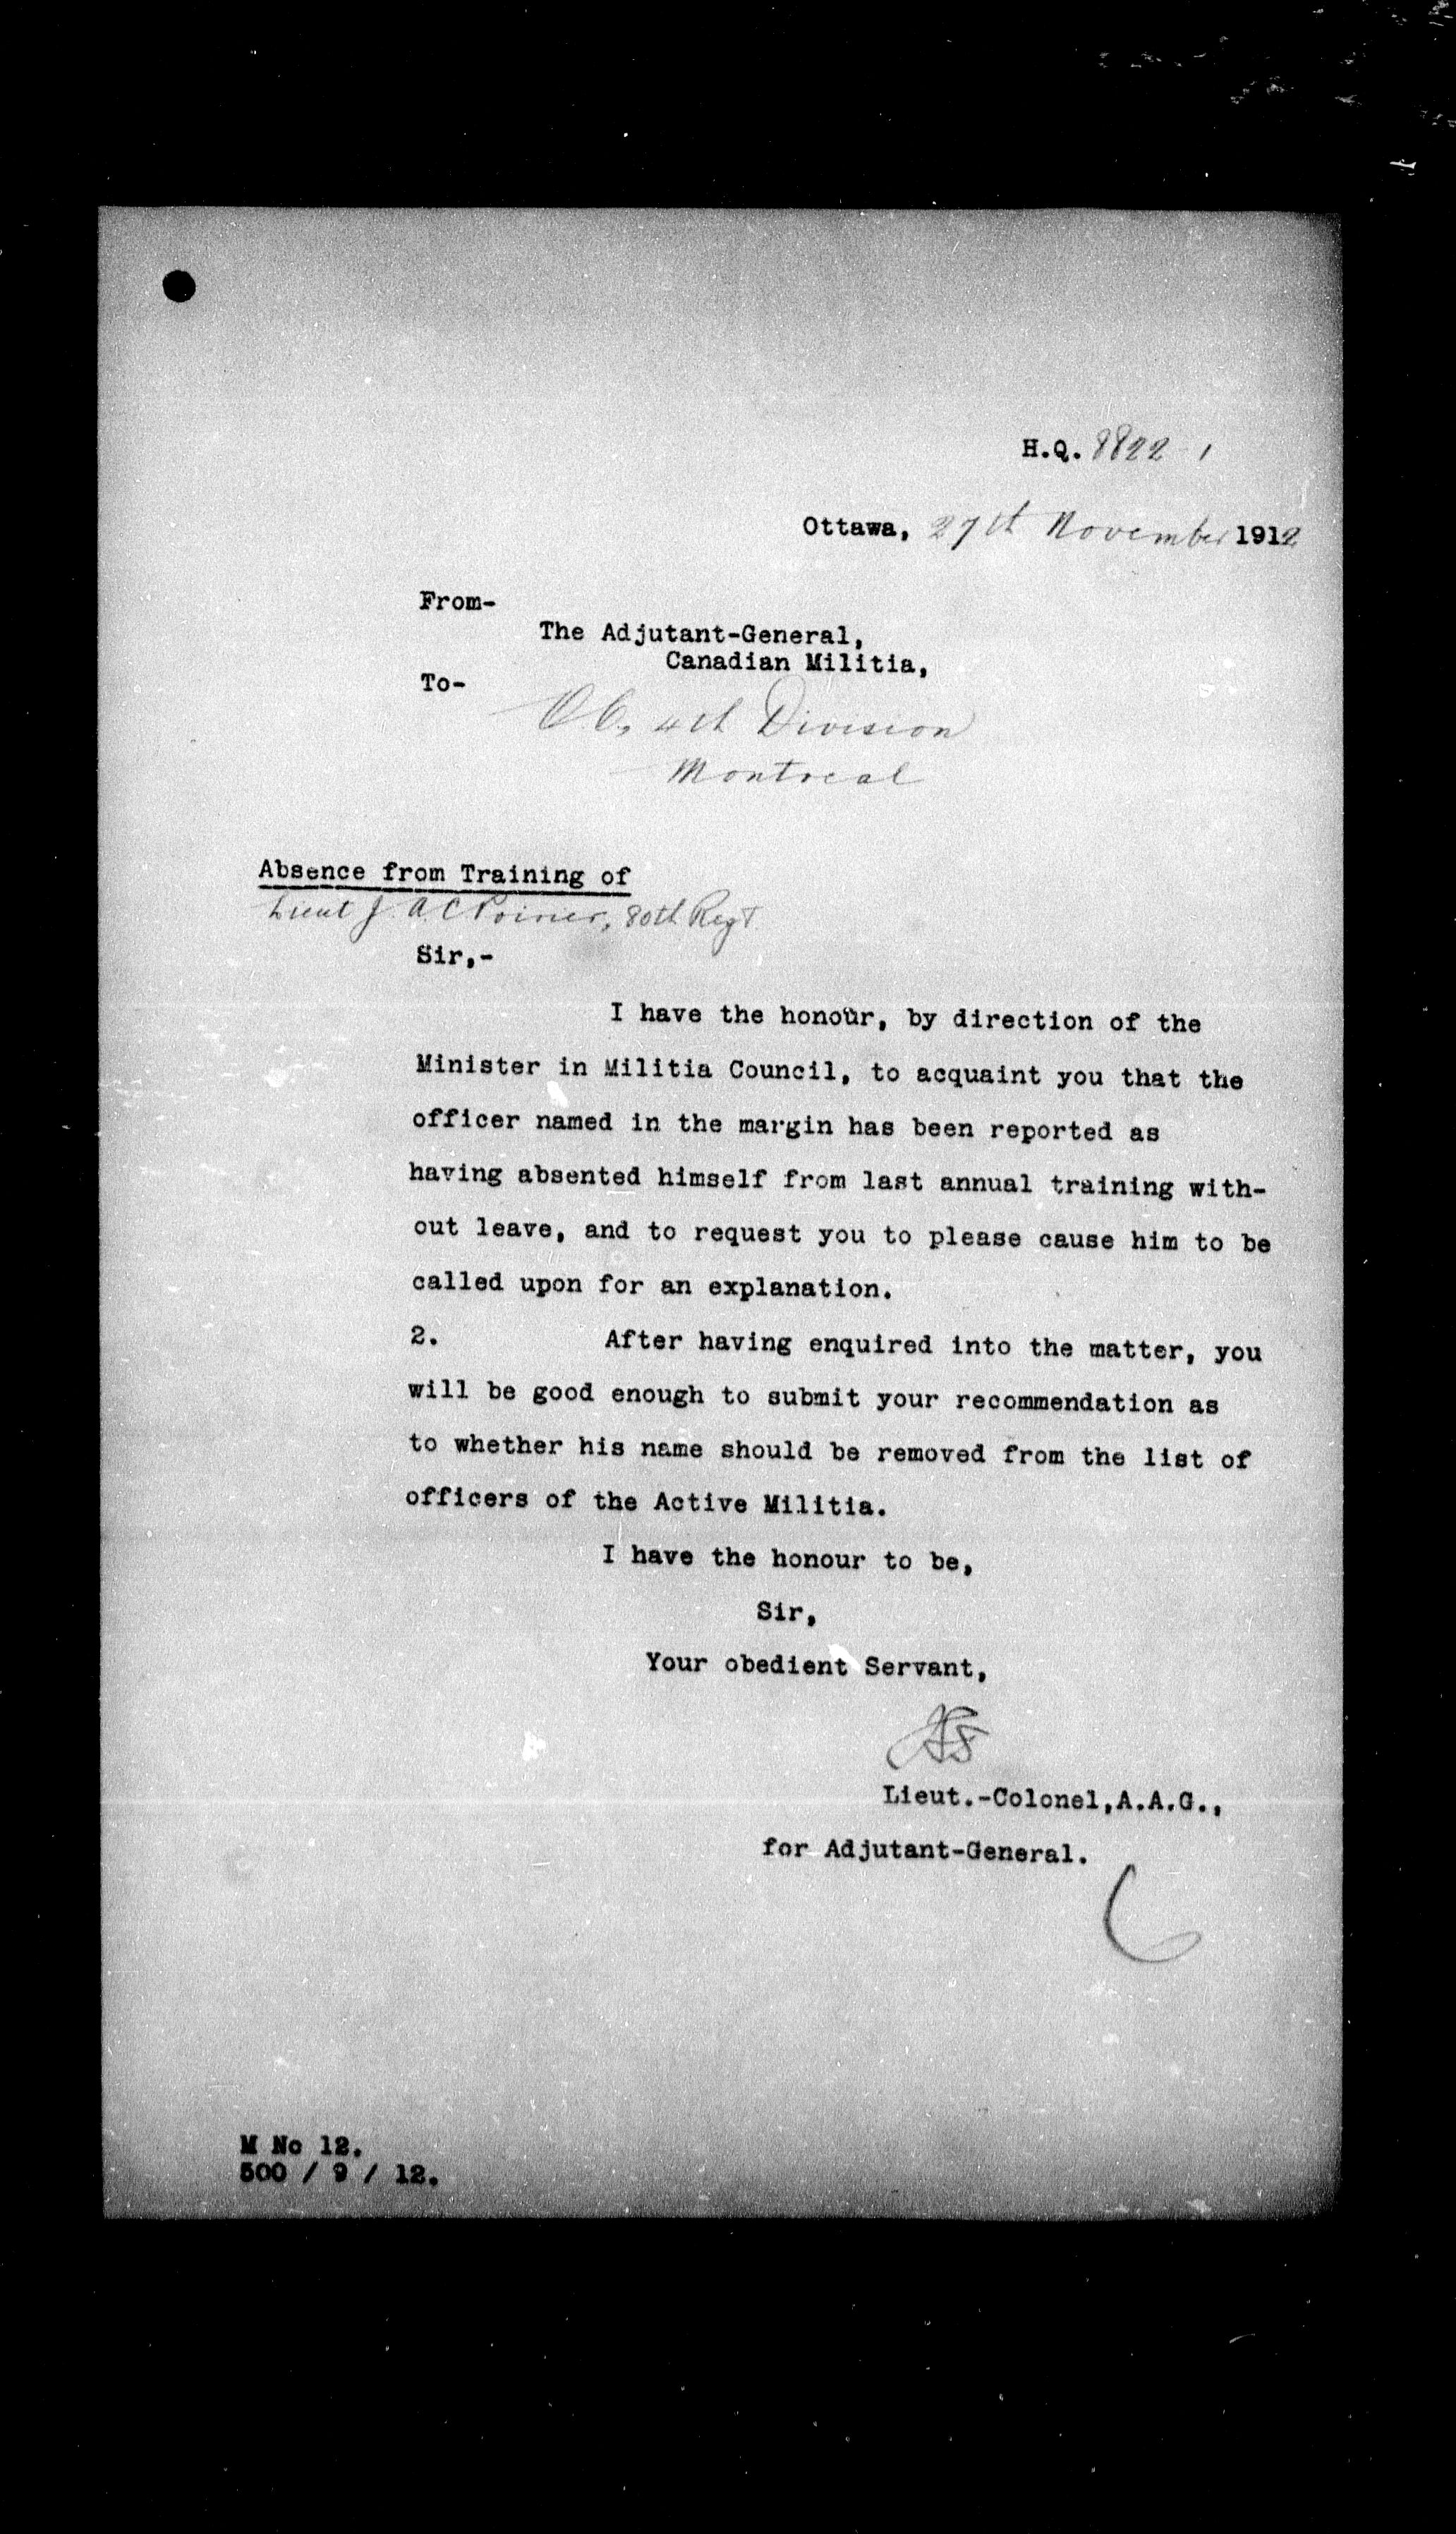 H.Q. 8822 1
Ottawa, 27th November 1912
From-
The Adjutant-General,
Canadian Militia,
To-
O.C. 4th Division
Montreal
Absence from Training of
Lieut J. A. C Poirier, 80th Regt.
Sir,-
I have the honour, by direction of the
Minister in Militia Council, to acquaint you that the
officer named in the margin has been reported as
having absented himself from last annual training with-
out leave, and to request you to please cause him to be
called upon for an explanation.
2. After having enquired into the matter, you
will be good enough to submit your recommendation as
to whether his name should be removed from the list of
officers of the Active Militia.
I have the honour to be,
Sir,
Your obedient Servant,
Lieut.-Colonel,A.A.G.,
for Adjutant-General.
M No 12.
500 / 9 / 12.